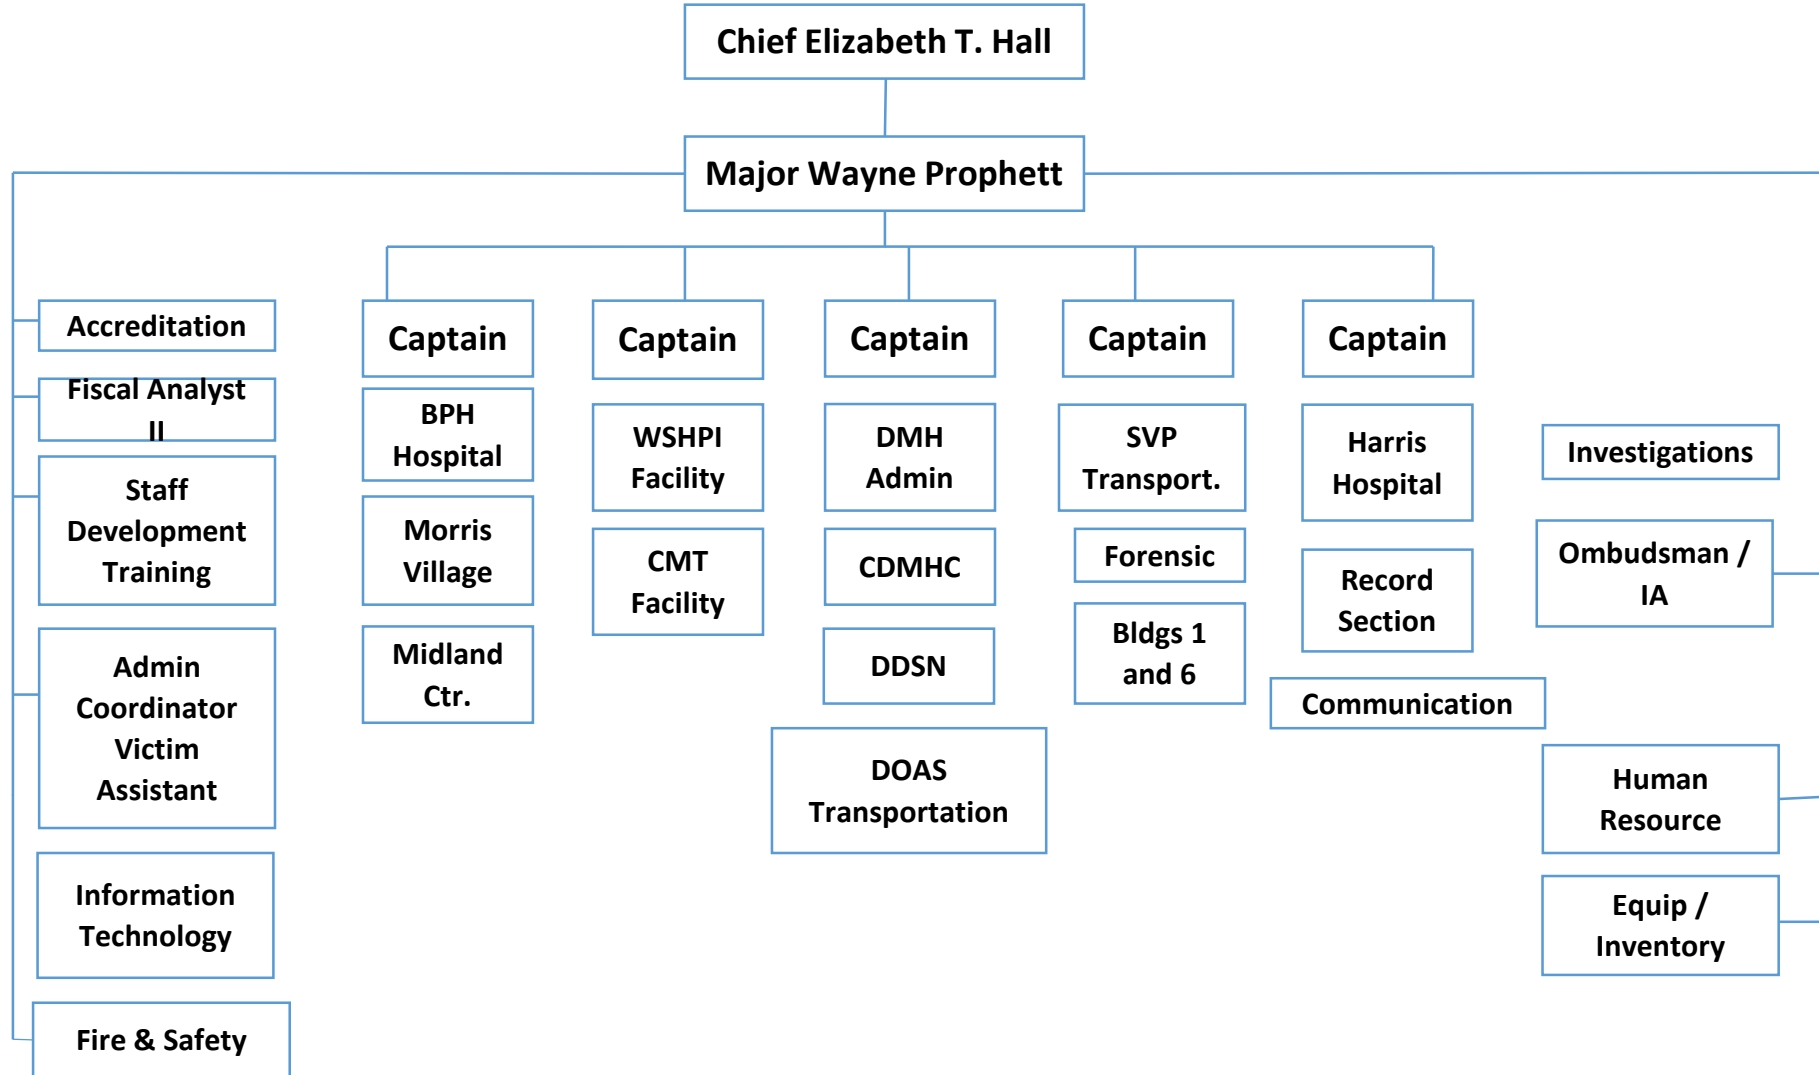 Chief Elizabeth T. Hall
Major Wayne Prophett
Accreditation
Fiscal Analyst
II
Staff
Development
Training
Admin
Coordinator
Victim
Assistant
Information
Technology
Fire & Safety
Captain
BPH
Hospital
Morris
Village
Midland
Ctr.
Captain
WSHPI
Facility
CMT
Facility
Captain
DMH
Admin
CDMHC
DDSN
DOAS
Transportation
Captain
SVP
Transport.
Forensic
Bldgs 1
and 6
Captain
Harris
Hospital
Record
Section
Communication
Investigations
Ombudsman /
IA
Human
Resource
Equip /
Inventory